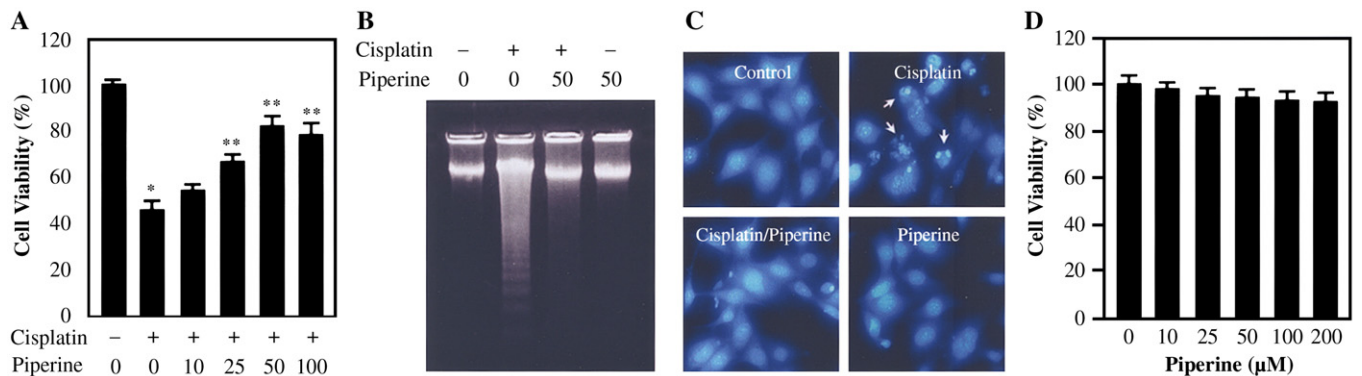 A
Cell Viability (%)
120
100
80
60
40
20
0
*
**
**
**
Cisplatin – + + + + +
Piperine 0 0 10 25 50 100
B
Cisplatin – + + –
Piperine 0 0 50 50
C
Control
Cisplatin
Cisplatin/Piperine
Piperine
D
Cell Viability (%)
120
100
80
60
40
20
0
0 10 25 50 100 200
Piperine (µM)